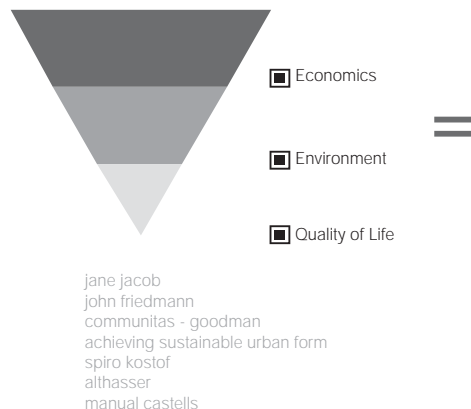 Economics
Environment
Quality of Life
jane jacob
john friedmann
communitas - goodman
achieving sustainable urban form
spiro kostof
althasser
manual castells